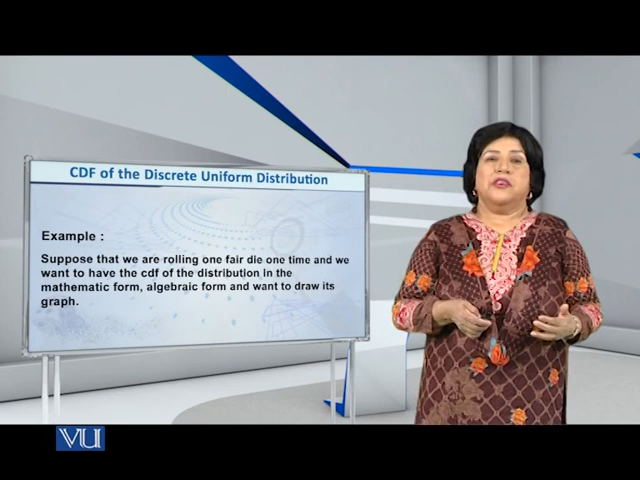 CDF of the Discrete Uniform Distribution
Example :
Suppose that we are rolling one fair die one time and we
want to have the cdf of the distribution in the
mathematic form, algebraic form and want to draw its
graph.
VU